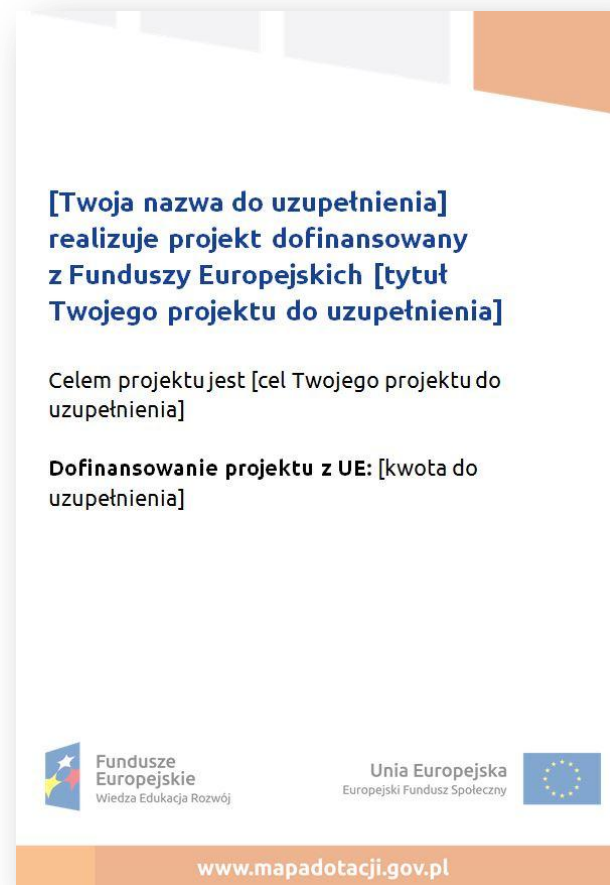 [Twoja nazwa do uzupełnienia]
realizuje projekt dofinansowany
z Funduszy Europejskich [tytuł
Twojego projektu do uzupełnienia]
Celem projektu jest [cel Twojego projektu do
uzupełnienia]
Dofinansowanie projektu z UE: [kwota do
uzupełnienia]
Fundusze
Europejskie
Wiedza Edukacja Rozwój
Unia Europejska
Europejski Fundusz Społeczny
www.mapadotacji.gov.pl